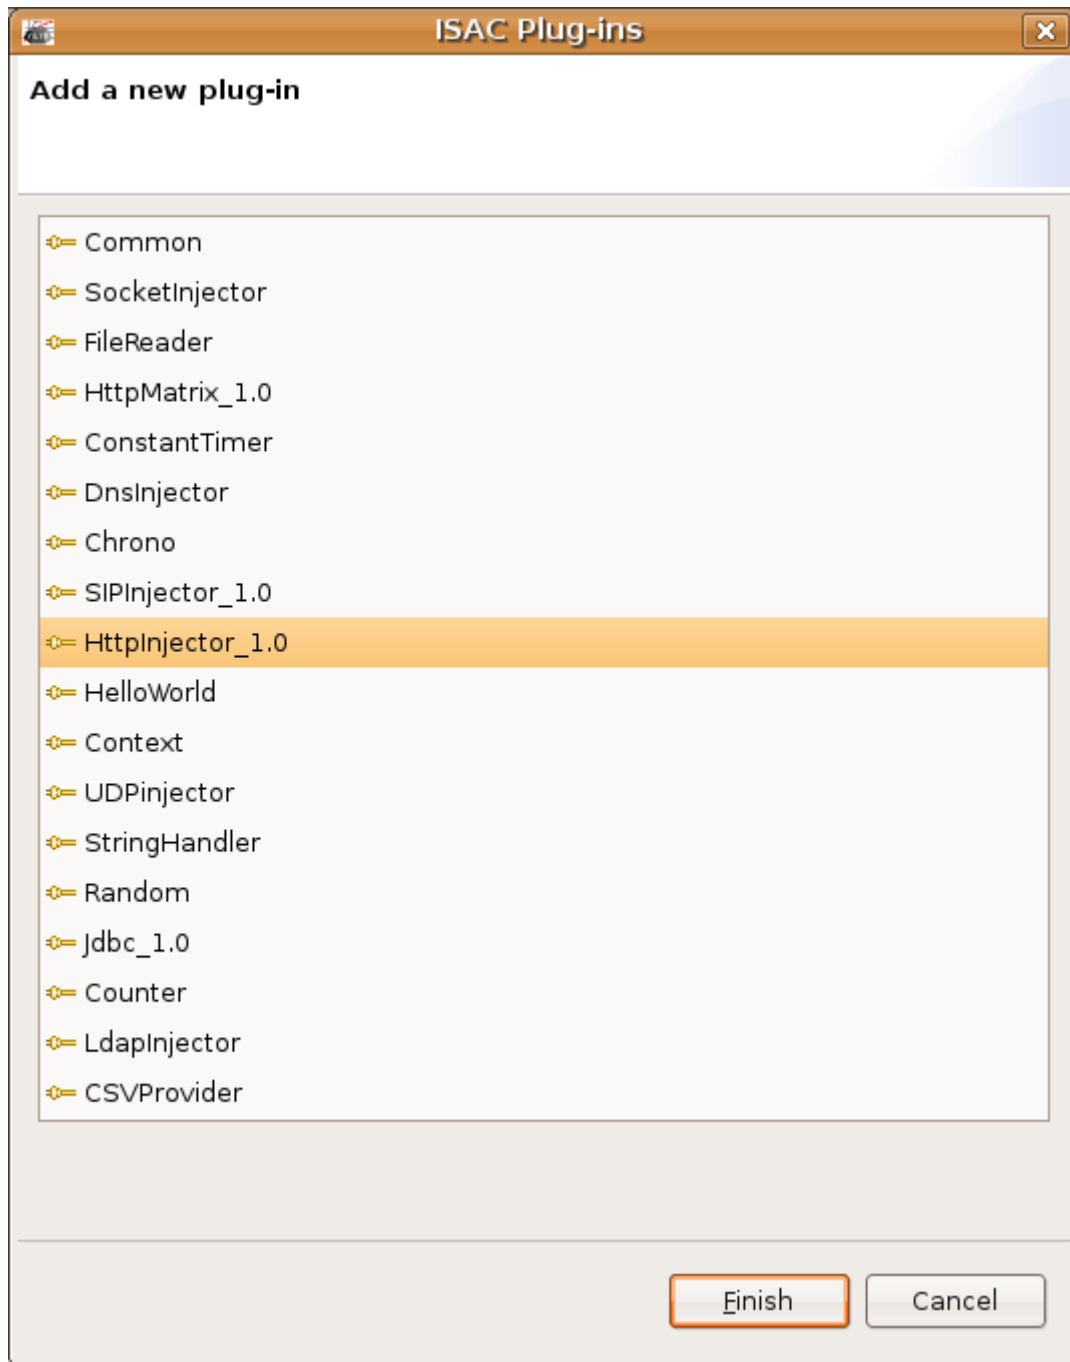 ISAC Plug-ins
Add a new plug-in
Common
SocketInjector
FileReader
HttpMatrix_1.0
ConstantTimer
DnsInjector
Chrono
SIPInjector_1.0
HttpInjector_1.0
HelloWorld
Context
UDPinjector
StringHandler
Random
Jdbc_1.0
Counter
LdapInjector
CSVProvider
Finish Cancel